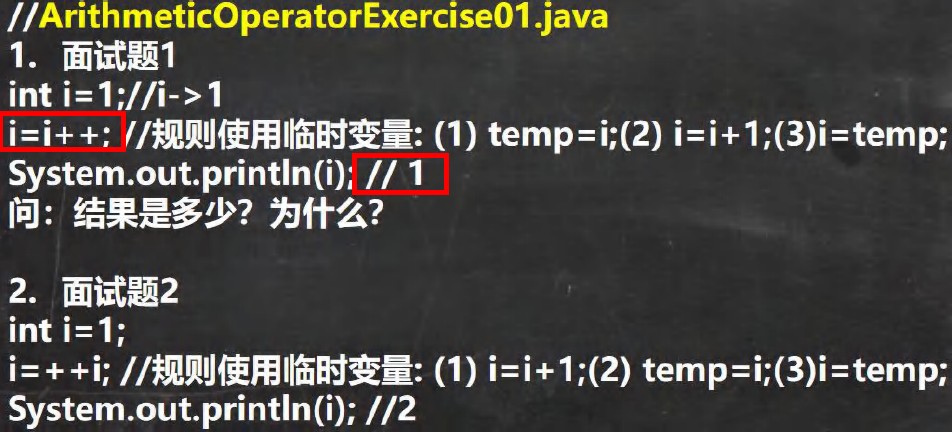 //ArithmeticOperatorExercise01.java
1. 面试题1
int i=1;//i->1
i=i++; //规则使用临时变量: (1) temp=i;(2) i=i+1;(3)i=temp;
System.out.println(i); // 1
问：结果是多少？为什么？
2. 面试题2
int i=1;
i=++i; //规则使用临时变量: (1) i=i+1;(2) temp=i;(3)i=temp;
System.out.println(i); //2